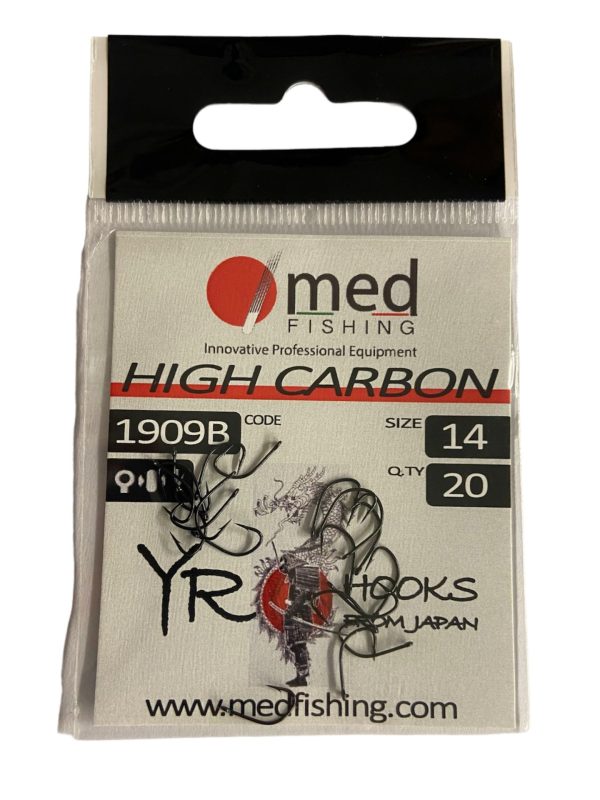 med
FISHING
Innovative Professional Equipment
HIGH CARBON
1909B CODE
SIZE 14
Q.TY 20
YR HOOKS
FROM JAPAN
www.medfishing.com